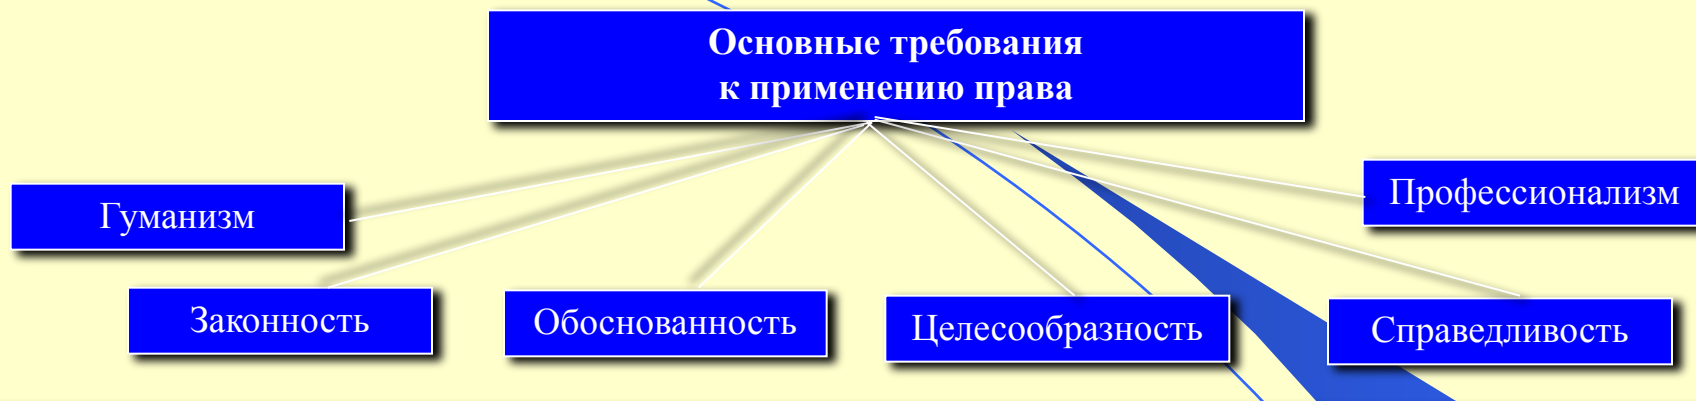 Основные требования
к применению права
Гуманизм
Профессионализм
Законность
Обоснованность
Целесообразность
Справедливость